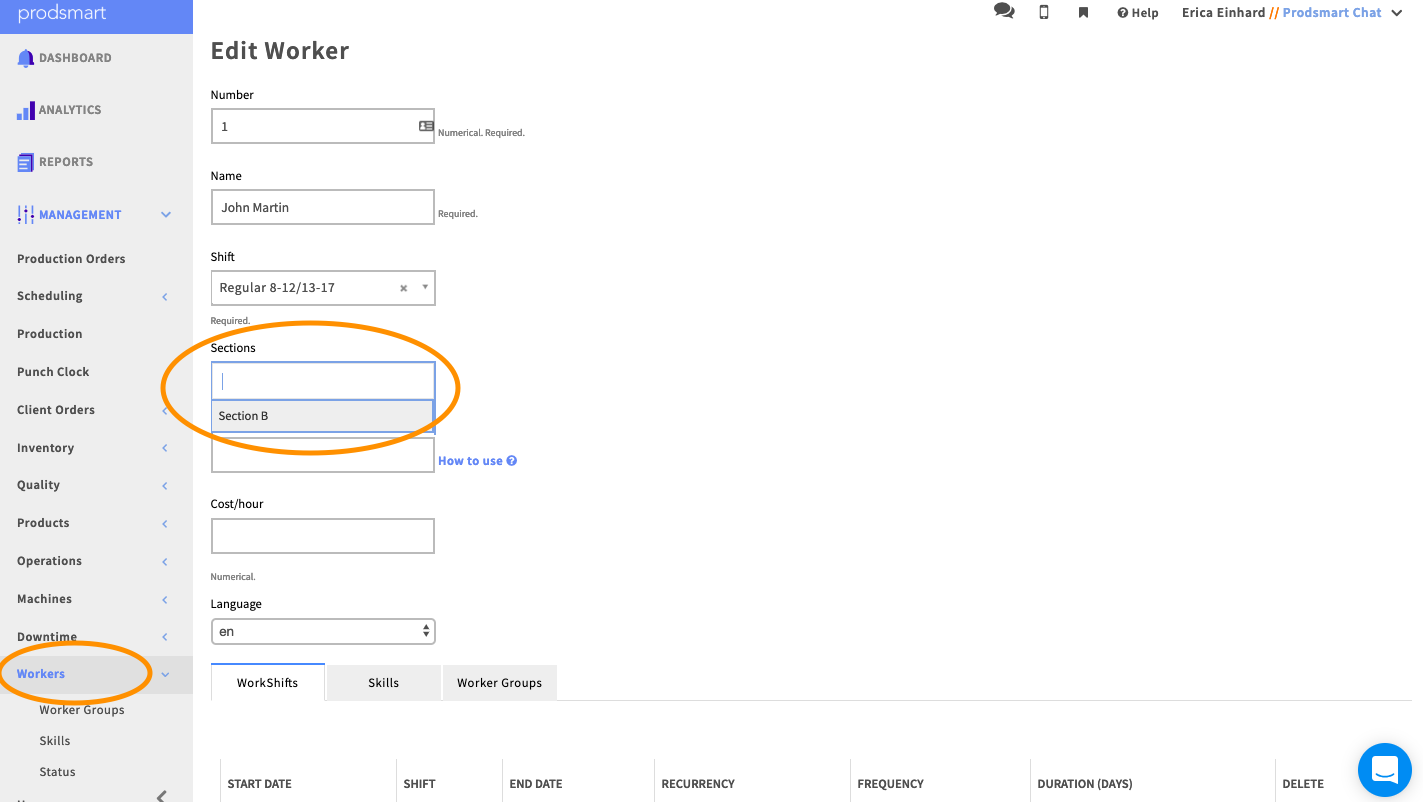 prodsmart
Help
Erica Einhard // Prodsmart Chat
DASHBOARD
ANALYTICS
REPORTS
MANAGEMENT
Production Orders
Scheduling
Production
Punch Clock
Client Orders
Inventory
Quality
Products
Operations
Machines
Downtime
Workers
Worker Groups
Skills
Status
Edit Worker
Number
1
Numerical. Required.
Name
John Martin
Required.
Shift
Regular 8-12/13-17
Required.
Sections
Section B
How to use
Cost/hour
Numerical.
Language
en
WorkShifts Skills Worker Groups
START DATE SHIFT END DATE RECURRENCY FREQUENCY DURATION (DAYS) DELETE